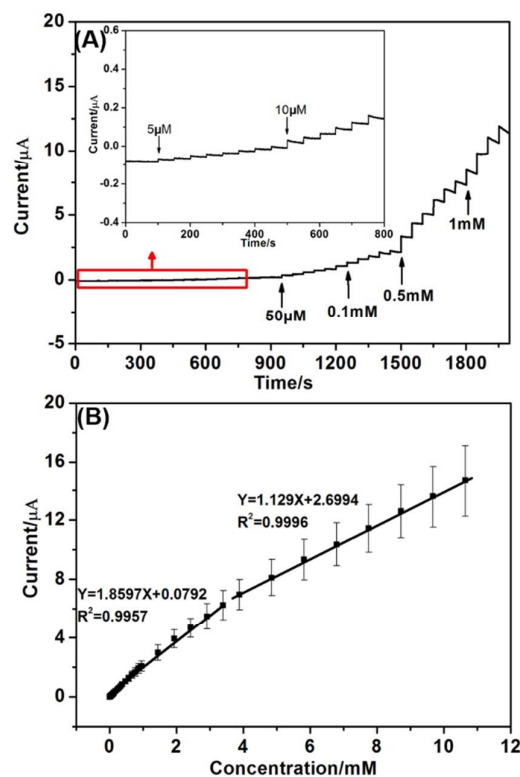 (A)
Current/µA
15
10
5
0
-5
0
300
600
900
1200
1500
1800
Time/s
50µM
0.1mM
0.5mM
1mM
Current/µA
0.6
0.4
0.2
0.0
-0.2
-0.4
0
200
400
600
800
Time/s
5µM
10µM
(B)
Current/µA
20
16
12
8
4
0
0
2
4
6
8
10
12
Concentration/mM
Y=1.129X+2.6994
R²=0.9996
Y=1.8597X+0.0792
R²=0.9957